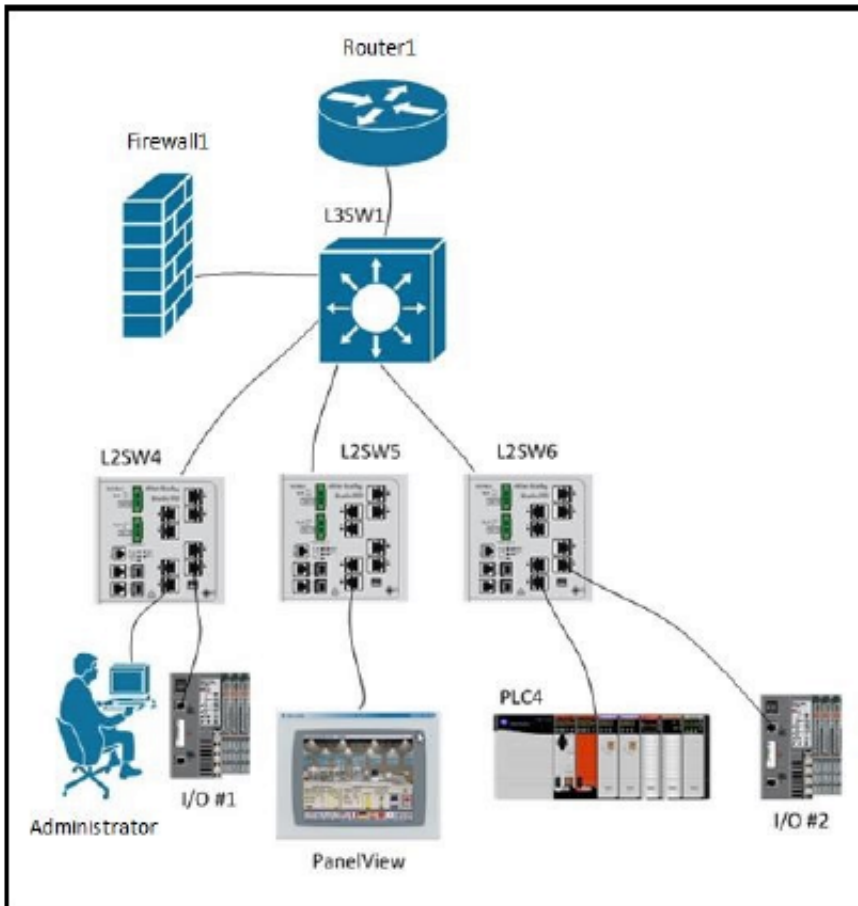 Router1
Firewall1
L3SW1
L2SW4
L2SW5
L2SW6
PLC4
I/O #1
I/O #2
Administrator
PanelView